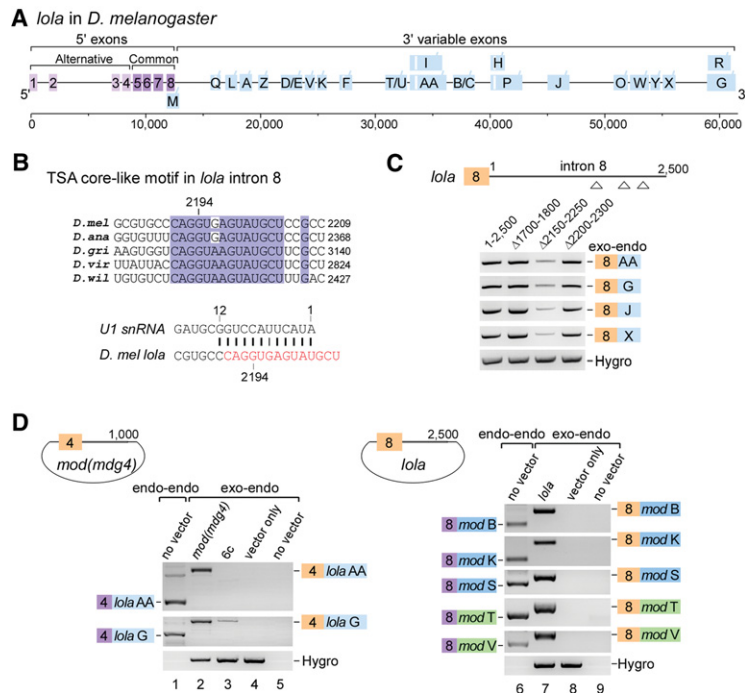 A lola in D. melanogaster
5' exons
3' variable exons
Alternative
Common
I
H
R
1 2 3 4 5 6 7 8 Q L A Z D/E V K F T/U AA B/C P J O W Y X G
M
5'
3'
0 10,000 20,000 30,000 40,000 50,000 60,000
B
TSA core-like motif in lola intron 8
2194
D.mel GCGTGCCCAGGUGAGUAUGCUCCGCC 2209
D.ana GGUGUUUCAGGUGAGUAUGCUCCGCU 2368
D.gri AAGUGGUCAGGUAAGUAUGCUUCGCC 3140
D.vir UUAUUACCAGGUAAGUAUGCUUCGCU 2824
D.wil UGUGUCUCAGGUAAGUAUGCUUUGAC 2427
12 1
U1 snRNA GAUGCGGUCCAUUCAUA
D. mel lola CGUGCCCAGGUGAGUAUGCU
2194
C
lola 8 1 intron 8 2,500
1-2,500
Δ1700-1800
Δ2150-2250
Δ2200-2300
exo-endo
8 AA
8 G
8 J
8 X
Hygro
D
4 1,000
mod(mdg4)
endo-endo exo-endo
no vector
mod(mdg4)
6c
vector only
no vector
4 lola AA
4 lola AA
4 lola G
4 lola G
Hygro
1 2 3 4 5
8 2,500
lola
endo-endo exo-endo
no vector
lola
vector only
no vector
8 mod B
8 mod B
8 mod K
8 mod K
8 mod S
8 mod S
8 mod T
8 mod T
8 mod V
8 mod V
Hygro
6 7 8 9